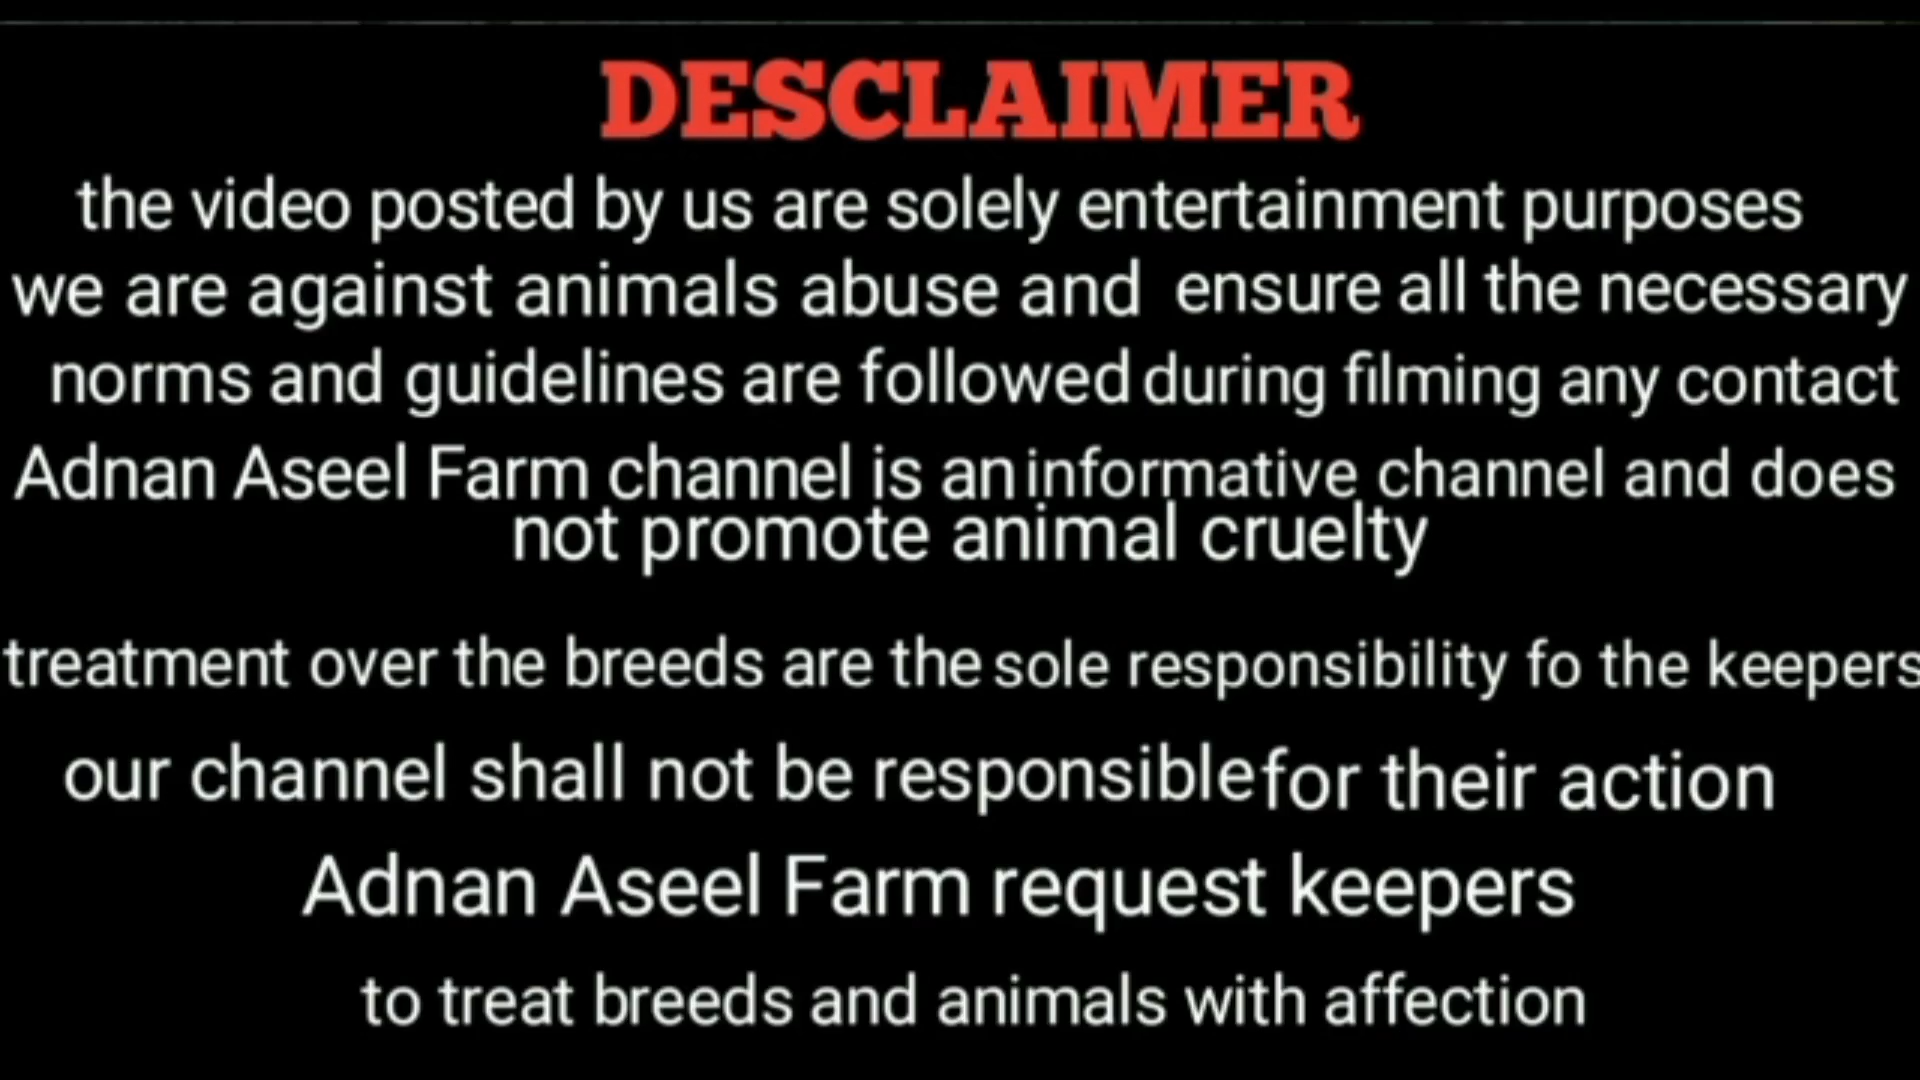 DESCLAIMER
the video posted by us are solely entertainment purposes
we are against animals abuse and ensure all the necessary
norms and guidelines are followed during filming any contact
Adnan Aseel Farm channel is an informative channel and does
not promote animal cruelty
treatment over the breeds are the sole responsibility fo the keepers
our channel shall not be responsible for their action
Adnan Aseel Farm request keepers
to treat breeds and animals with affection